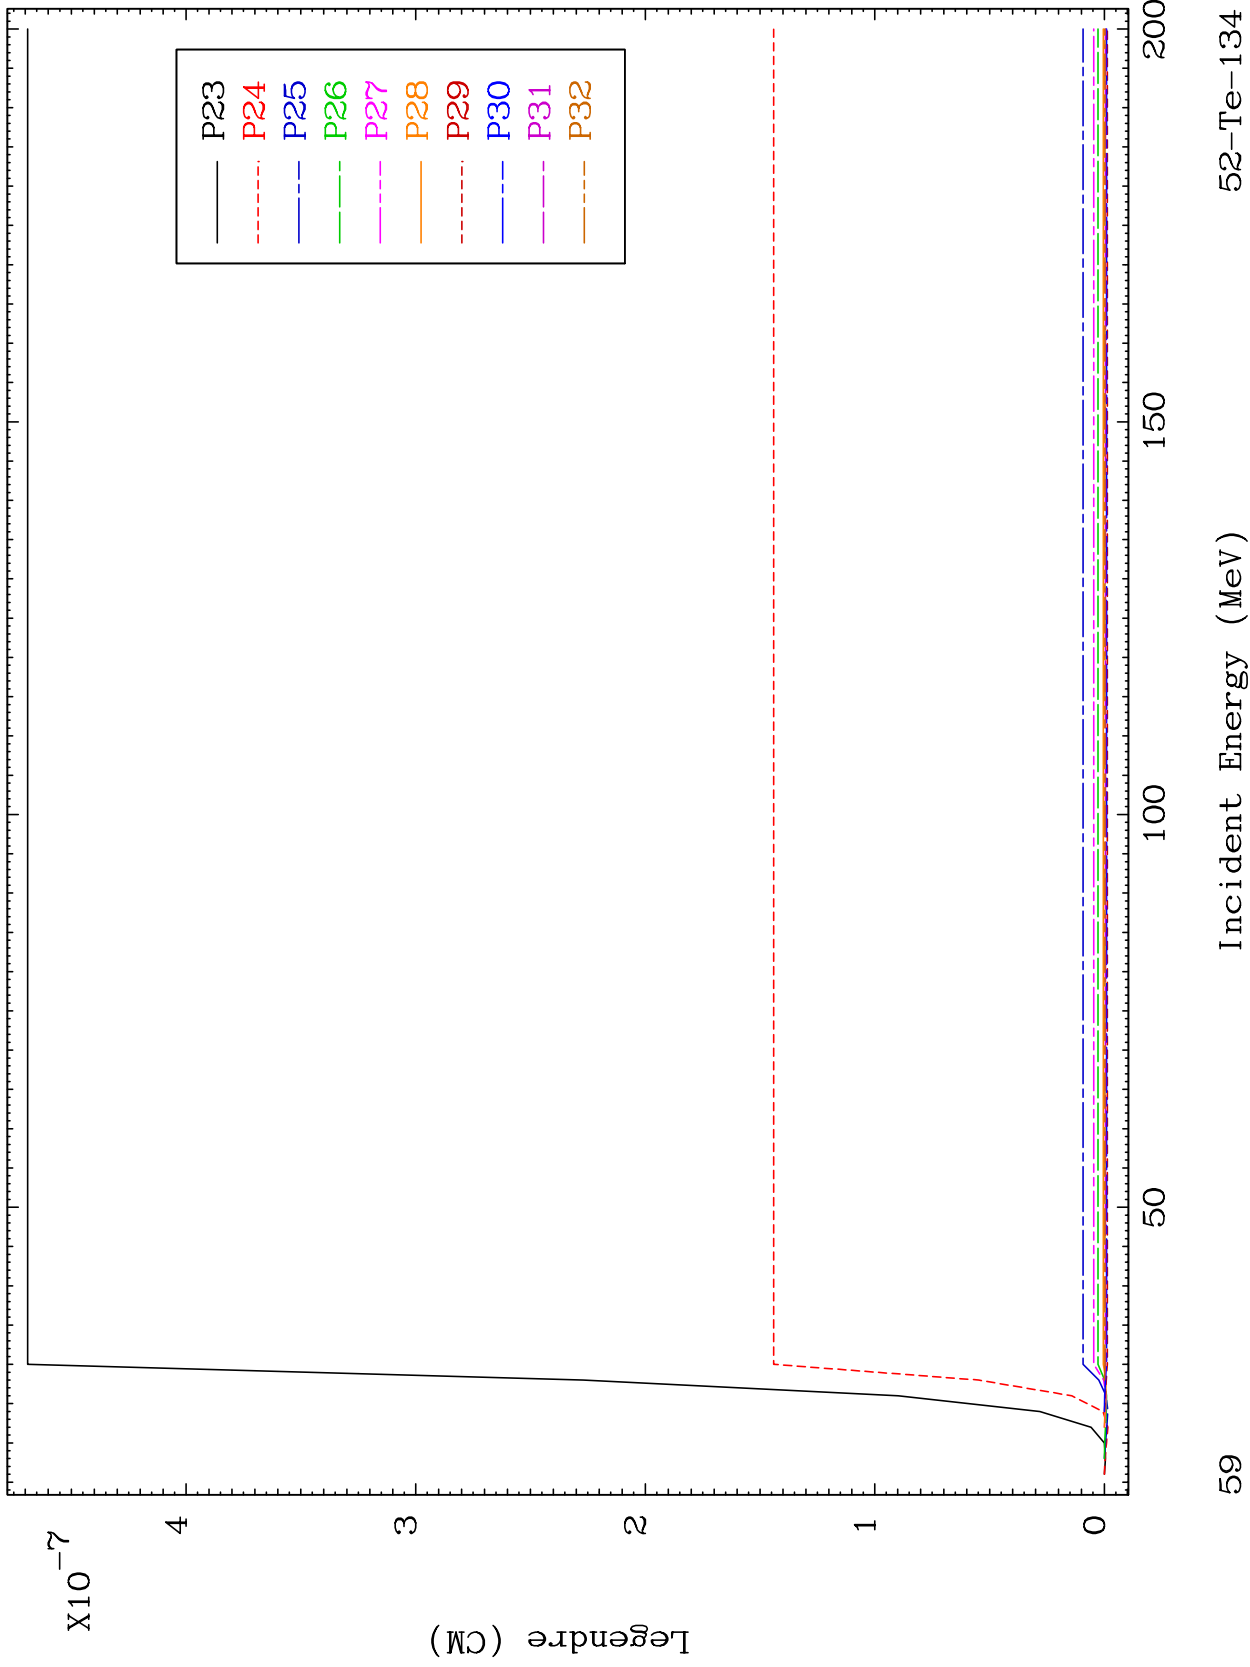 X10⁻⁷
Legendre (CM)
4
3
2
1
0
50
100
150
200
P23
P24
P25
P26
P27
P28
P29
P30
P31
P32
Incident Energy (MeV)
59
52-Te-134